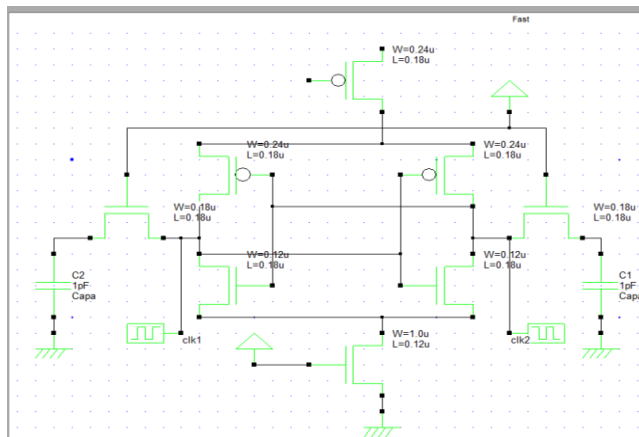 Fast
W=0.24u
L=0.18u
W=0.24u
L=0.18u
W=0.24u
L=0.18u
W=0.18u
L=0.18u
W=0.18u
L=0.18u
W=0.12u
L=0.18u
W=0.12u
L=0.18u
C2
1pF
Capa
C1
1pF
Capa
clk1
W=1.0u
L=0.12u
clk2